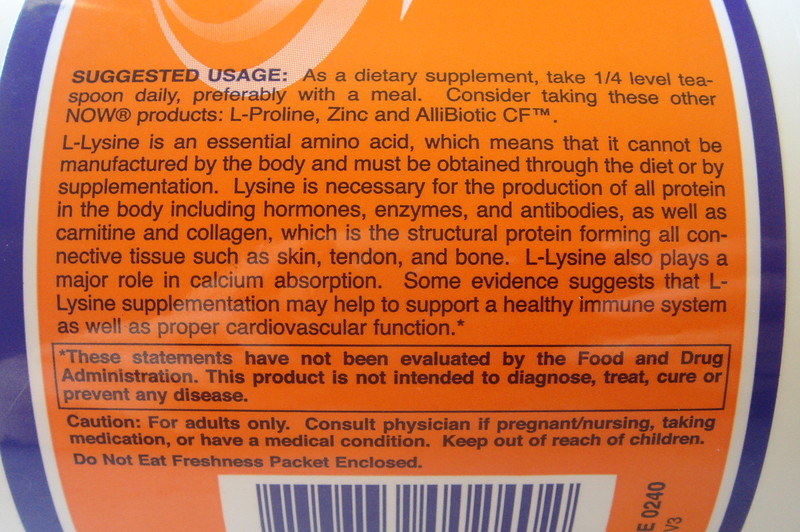 SUGGESTED USAGE: As a dietary supplement, take 1/4 level tea-
spoon daily, preferably with a meal. Consider taking these other
NOW® products: L-Proline, Zinc and AlliBiotic CF™.
L-Lysine is an essential amino acid, which means that it cannot be
manufactured by the body and must be obtained through the diet or by
supplementation. Lysine is necessary for the production of all protein
in the body including hormones, enzymes, and antibodies, as well as
carnitine and collagen, which is the structural protein forming all con-
nective tissue such as skin, tendon, and bone. L-Lysine also plays a
major role in calcium absorption. Some evidence suggests that L-
Lysine supplementation may help to support a healthy immune system
as well as proper cardiovascular function.*
*These statements have not been evaluated by the Food and Drug
Administration. This product is not intended to diagnose, treat, cure or
prevent any disease.
Caution: For adults only. Consult physician if pregnant/nursing, taking
medication, or have a medical condition. Keep out of reach of children.
Do Not Eat Freshness Packet Enclosed.
E 0240
V3